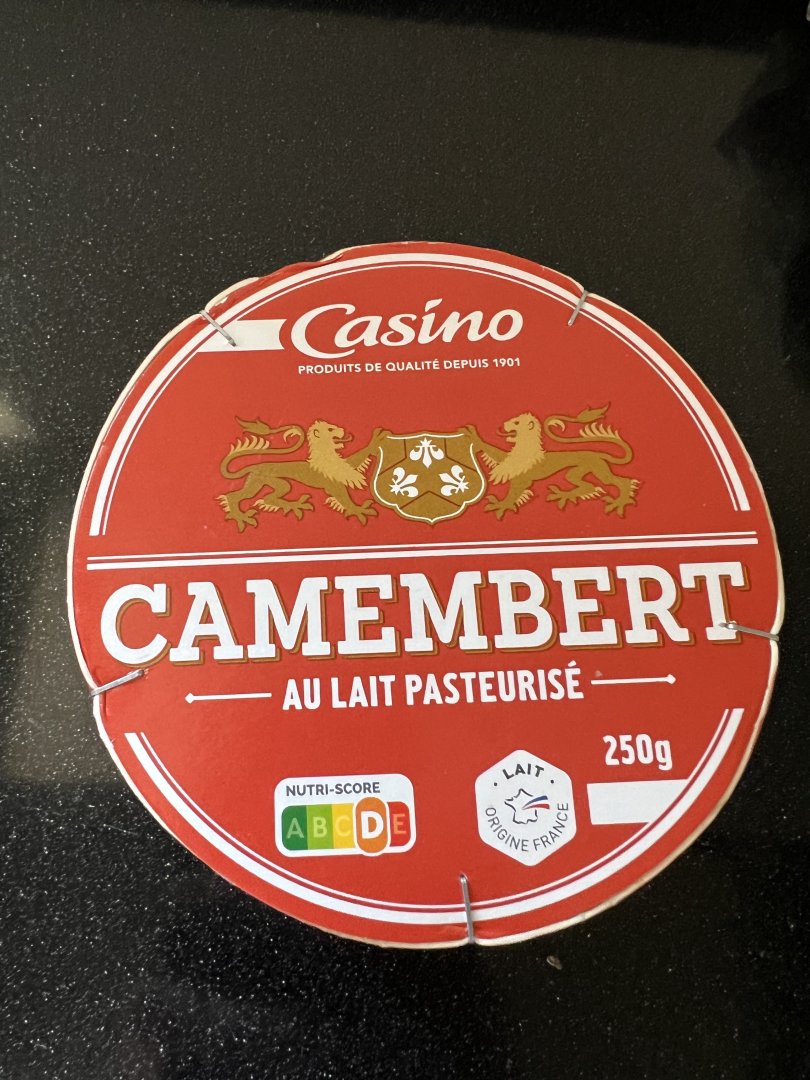 Casino
PRODUITS DE QUALITÉ DEPUIS 1901
CAMEMBERT
AU LAIT PASTEURISÉ
250g
NUTRI-SCORE
A B C D E
• LAIT •
ORIGINE FRANCE